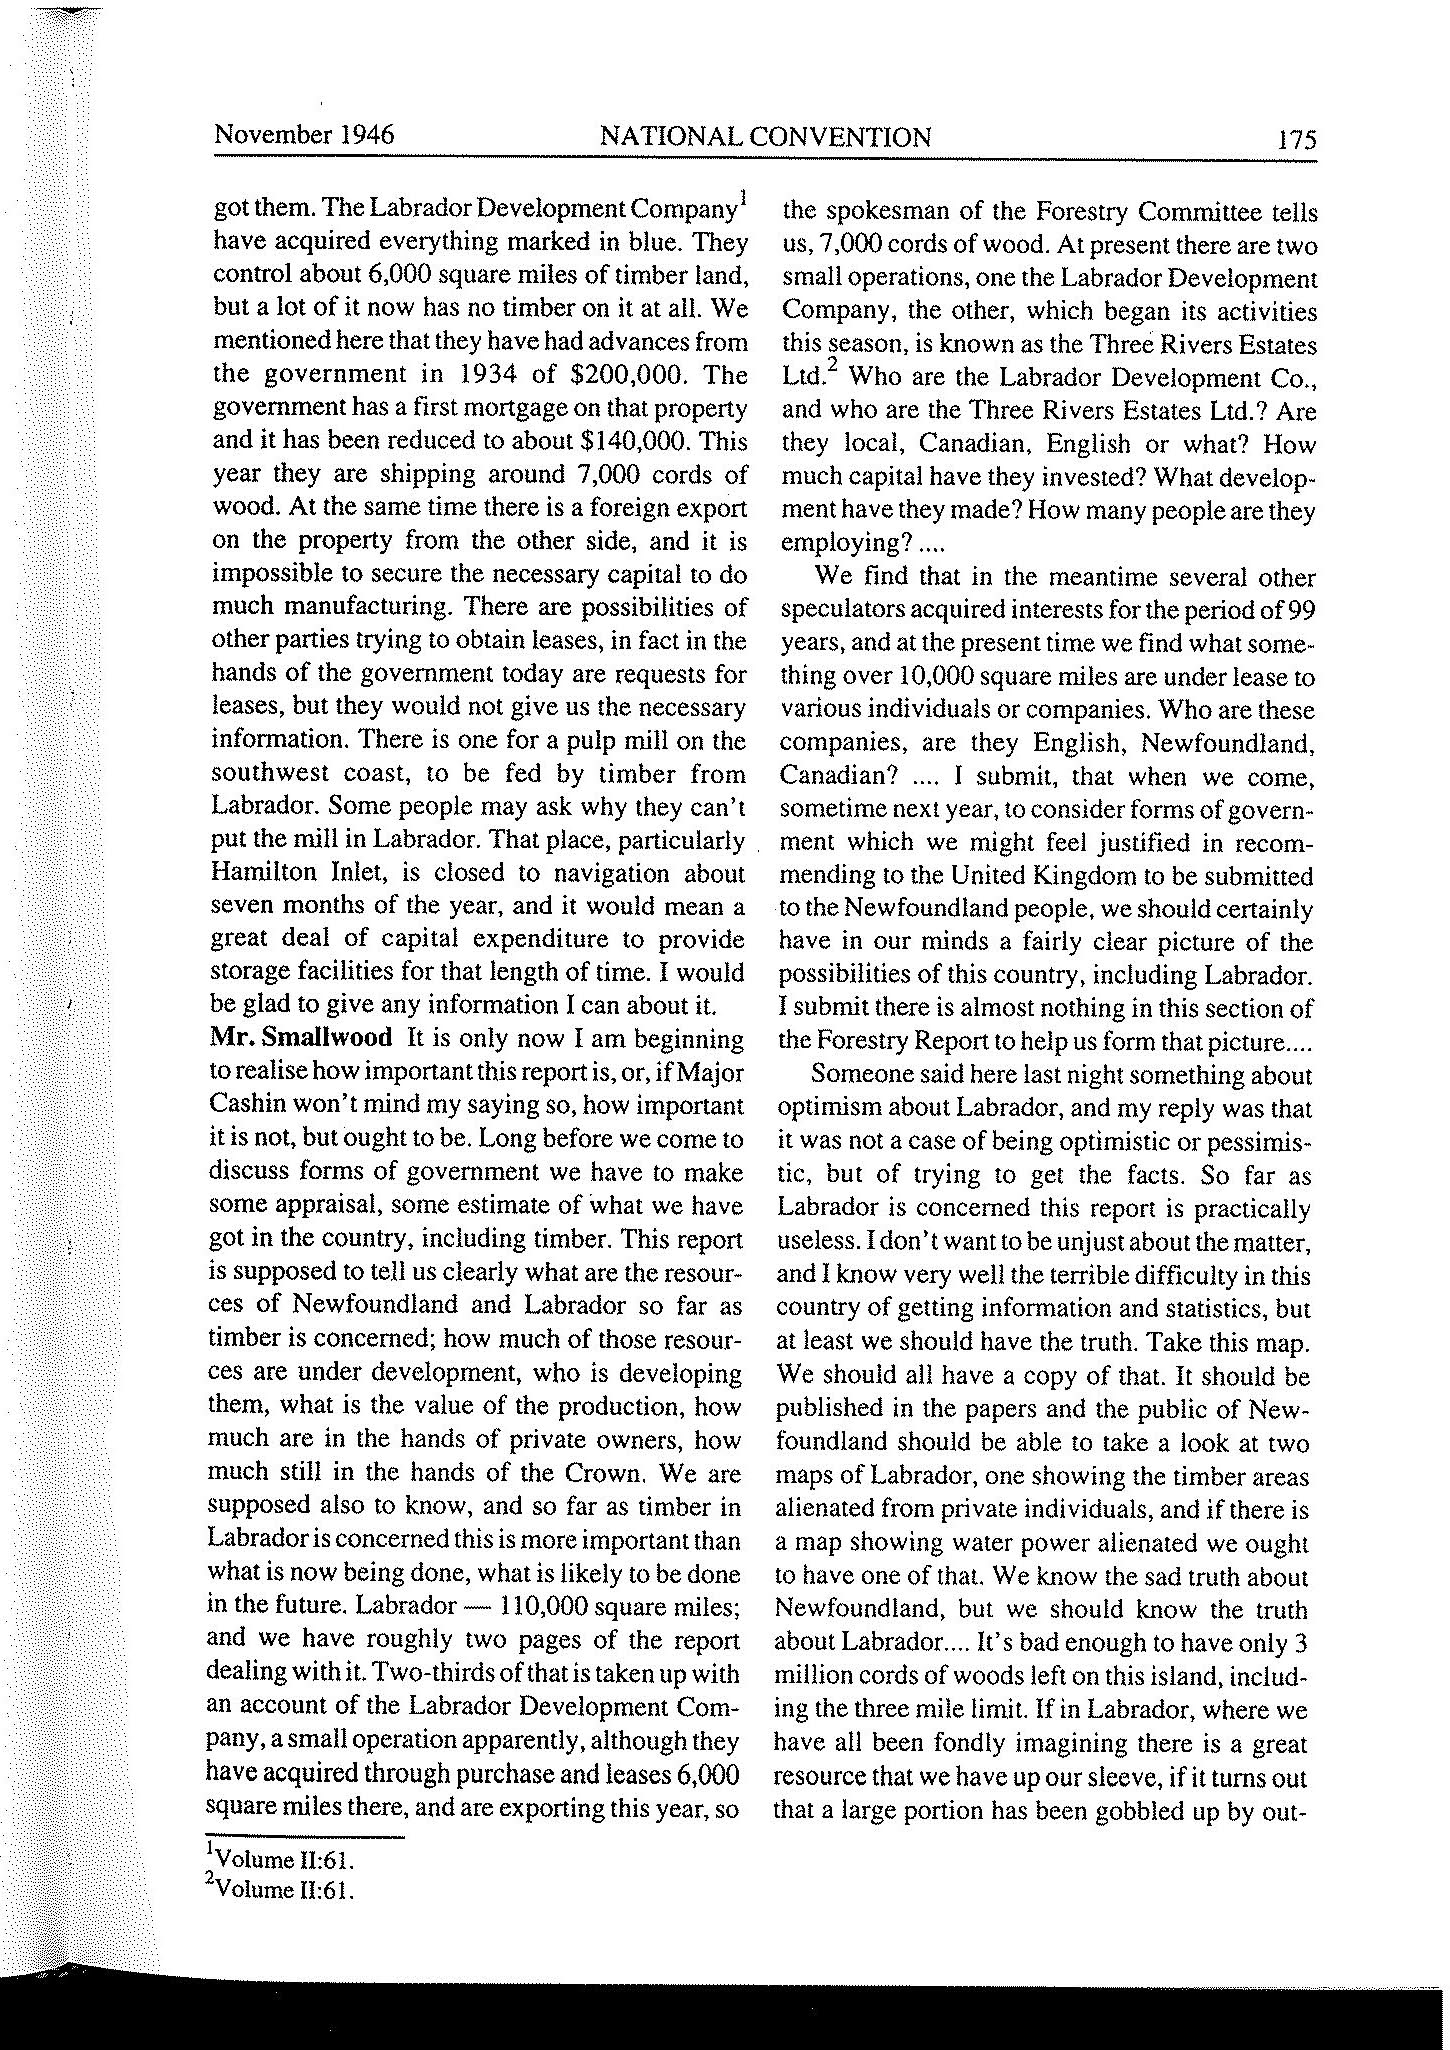 November 1946 NATIONAL CONVENTION 175
got them. The Labrador Development Company¹
have acquired everything marked in blue. They
control about 6,000 square miles of timber land,
but a lot of it now has no timber on it at all. We
mentioned here that they have had advances from
the government in 1934 of $200,000. The
government has a first mortgage on that property
and it has been reduced to about $140,000. This
year they are shipping around 7,000 cords of
wood. At the same time there is a foreign export
on the property from the other side, and it is
impossible to secure the necessary capital to do
much manufacturing. There are possibilities of
other parties trying to obtain leases, in fact in the
hands of the government today are requests for
leases, but they would not give us the necessary
information. There is one for a pulp mill on the
southwest coast, to be fed by timber from
Labrador. Some people may ask why they can't
put the mill in Labrador. That place, particularly
Hamilton Inlet, is closed to navigation about
seven months of the year, and it would mean a
great deal of capital expenditure to provide
storage facilities for that length of time. I would
be glad to give any information I can about it.
Mr. Smallwood It is only now I am beginning
to realise how important this report is, or, if Major
Cashin won't mind my saying so, how important
it is not, but ought to be. Long before we come to
discuss forms of government we have to make
some appraisal, some estimate of what we have
got in the country, including timber. This report
is supposed to tell us clearly what are the resour-
ces of Newfoundland and Labrador so far as
timber is concerned; how much of those resour-
ces are under development, who is developing
them, what is the value of the production, how
much are in the hands of private owners, how
much still in the hands of the Crown. We are
supposed also to know, and so far as timber in
Labrador is concerned this is more important than
what is now being done, what is likely to be done
in the future. Labrador — 110,000 square miles;
and we have roughly two pages of the report
dealing with it. Two-thirds of that is taken up with
an account of the Labrador Development Com-
pany, a small operation apparently, although they
have acquired through purchase and leases 6,000
square miles there, and are exporting this year, so
¹Volume II:61.
²Volume II:61.
the spokesman of the Forestry Committee tells
us, 7,000 cords of wood. At present there are two
small operations, one the Labrador Development
Company, the other, which began its activities
this season, is known as the Three Rivers Estates
Ltd.² Who are the Labrador Development Co.,
and who are the Three Rivers Estates Ltd.? Are
they local, Canadian, English or what? How
much capital have they invested? What develop-
ment have they made? How many people are they
employing? ....
We find that in the meantime several other
speculators acquired interests for the period of 99
years, and at the present time we find what some-
thing over 10,000 square miles are under lease to
various individuals or companies. Who are these
companies, are they English, Newfoundland,
Canadian? .... I submit, that when we come,
sometime next year, to consider forms of govern-
ment which we might feel justified in recom-
mending to the United Kingdom to be submitted
to the Newfoundland people, we should certainly
have in our minds a fairly clear picture of the
possibilities of this country, including Labrador.
I submit there is almost nothing in this section of
the Forestry Report to help us form that picture....
Someone said here last night something about
optimism about Labrador, and my reply was that
it was not a case of being optimistic or pessimis-
tic, but of trying to get the facts. So far as
Labrador is concerned this report is practically
useless. I don't want to be unjust about the matter,
and I know very well the terrible difficulty in this
country of getting information and statistics, but
at least we should have the truth. Take this map.
We should all have a copy of that. It should be
published in the papers and the public of New-
foundland should be able to take a look at two
maps of Labrador, one showing the timber areas
alienated from private individuals, and if there is
a map showing water power alienated we ought
to have one of that. We know the sad truth about
Newfoundland, but we should know the truth
about Labrador.... It's bad enough to have only 3
million cords of woods left on this island, includ-
ing the three mile limit. If in Labrador, where we
have all been fondly imagining there is a great
resource that we have up our sleeve, if it turns out
that a large portion has been gobbled up by out-